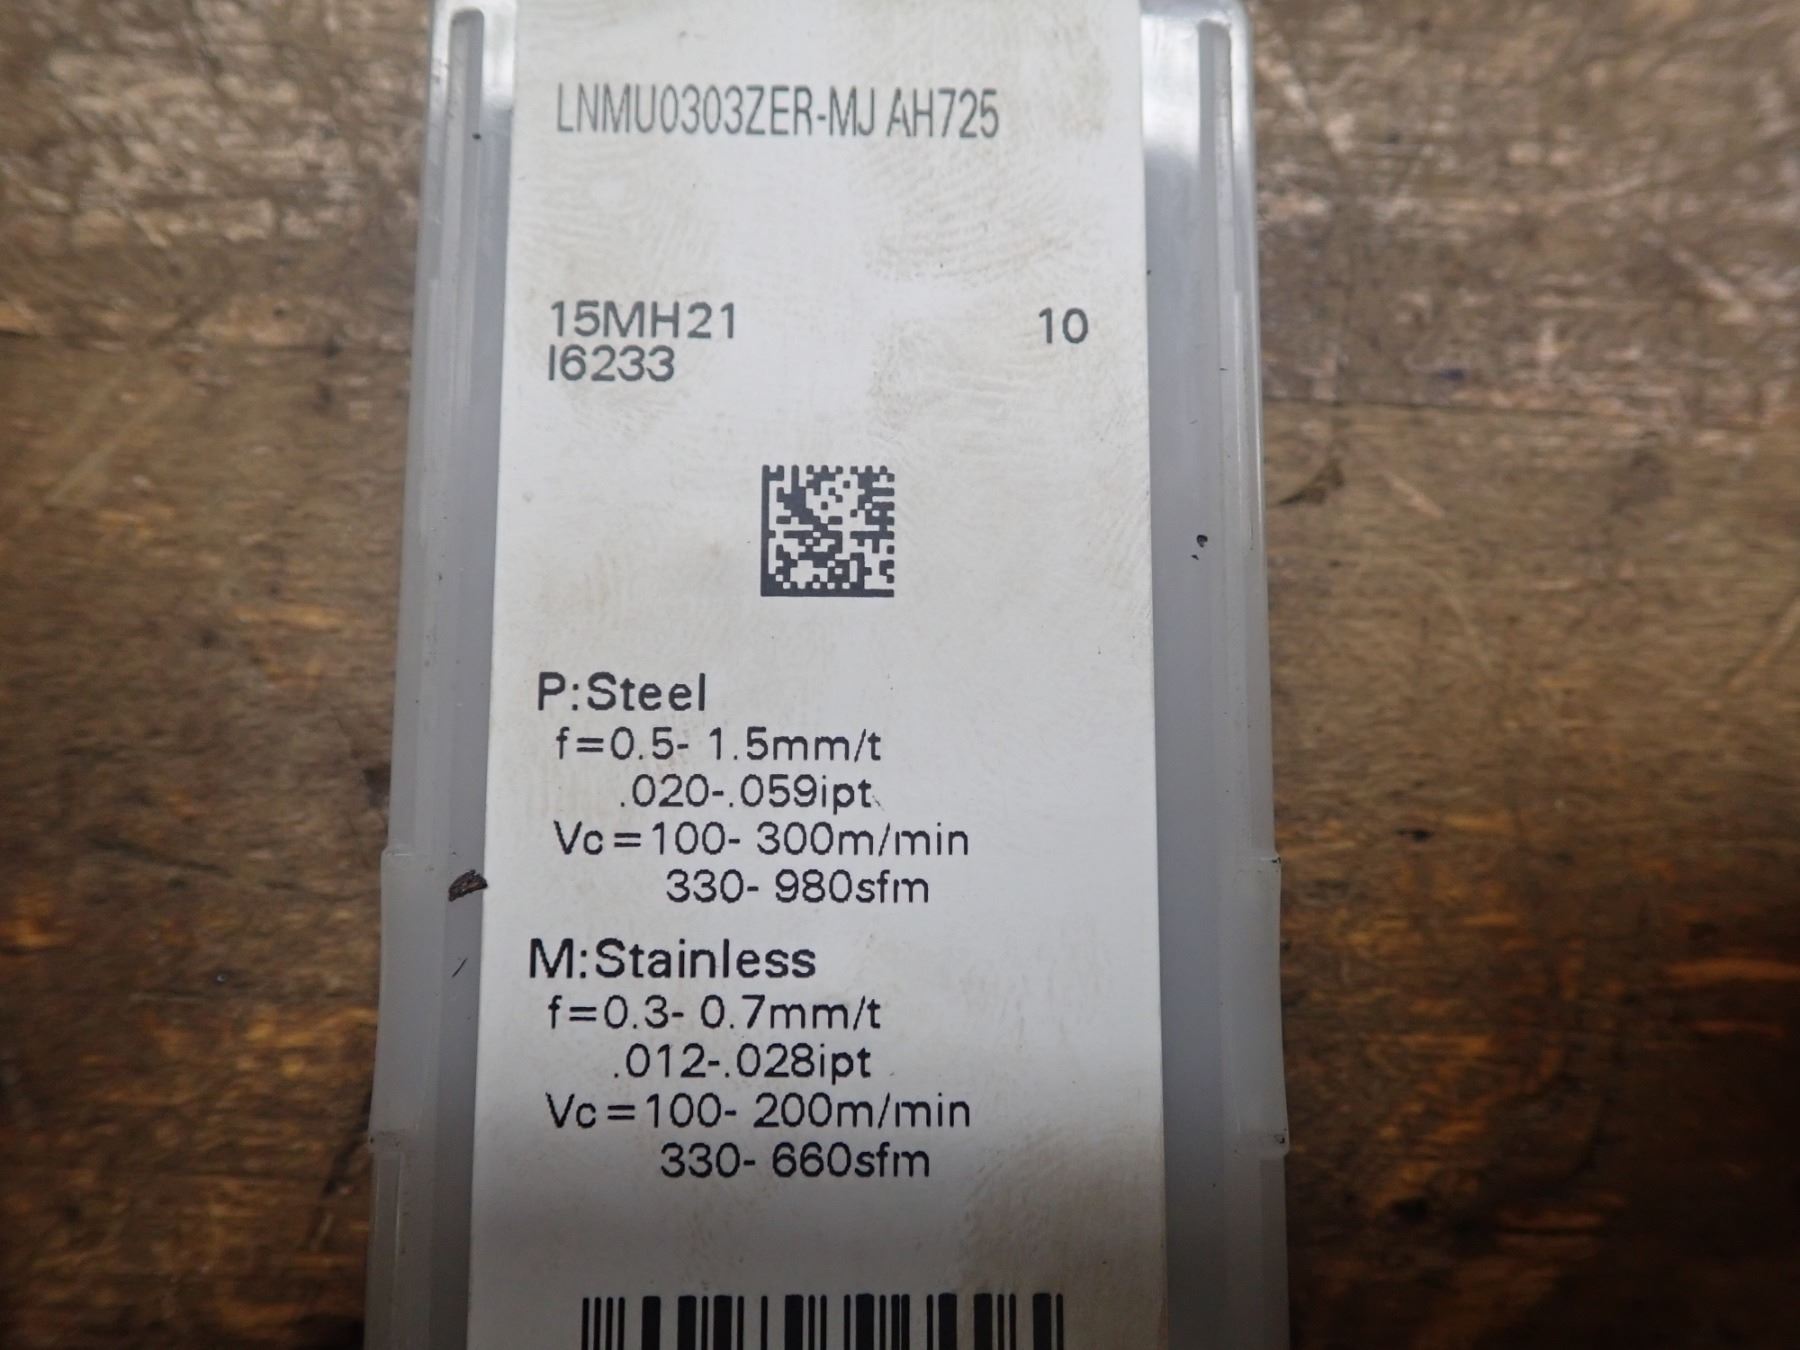 LNMU0303ZER-MJ AH725
15MH21 10
I6233
P:Steel
f=0.5- 1.5mm/t
.020-.059ipt
Vc=100- 300m/min
330- 980sfm
M:Stainless
f=0.3- 0.7mm/t
.012-.028ipt
Vc=100- 200m/min
330- 660sfm